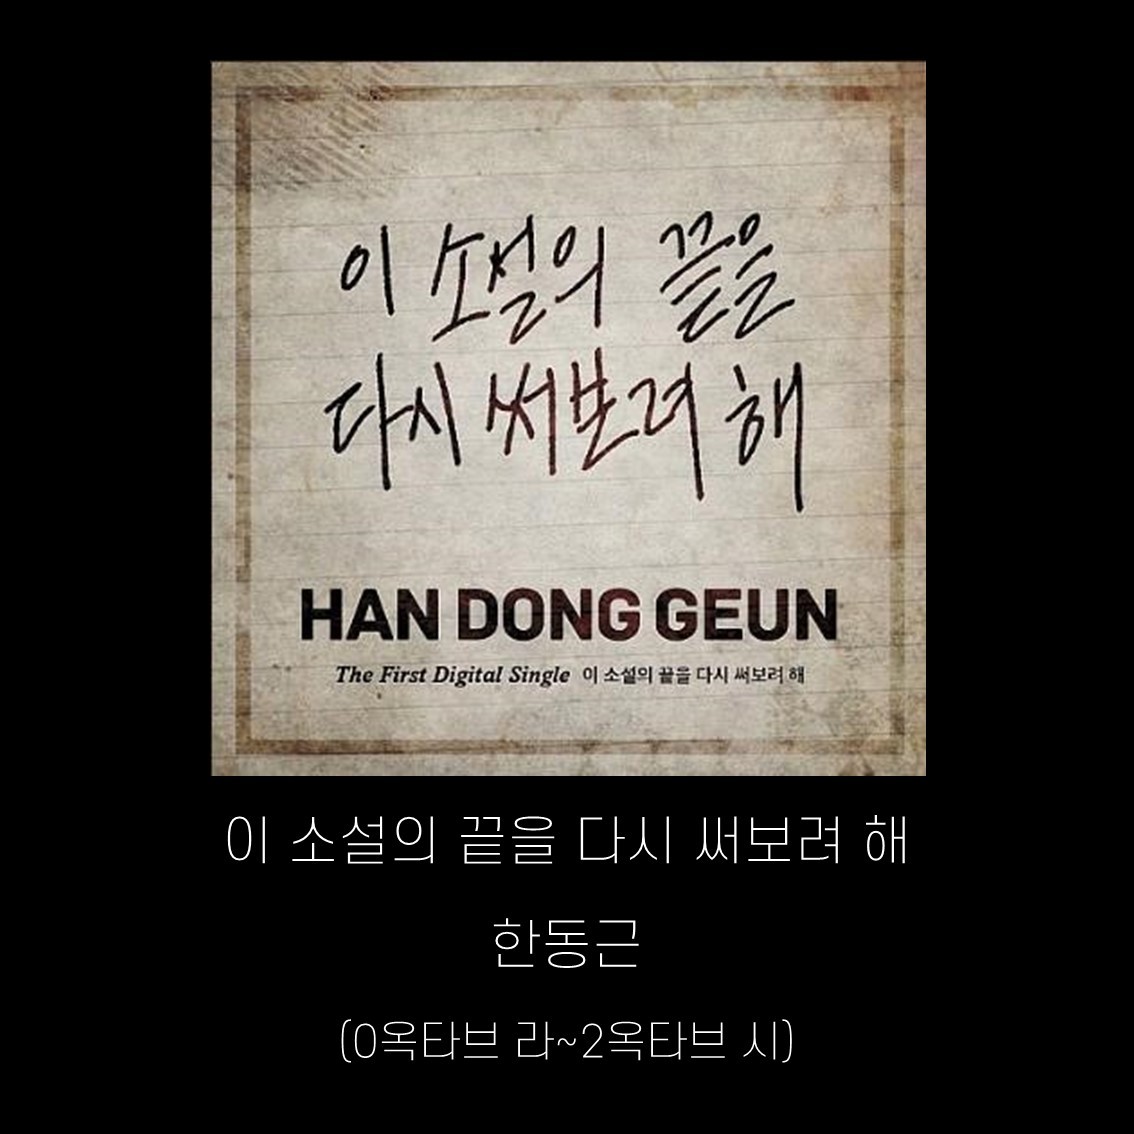 이 소설의 끝을
다시 써보려 해
HAN DONG GEUN
The First Digital Single 이 소설의 끝을 다시 써보려 해
이 소설의 끝을 다시 써보려 해
한동근
(0옥타브 라~2옥타브 시)